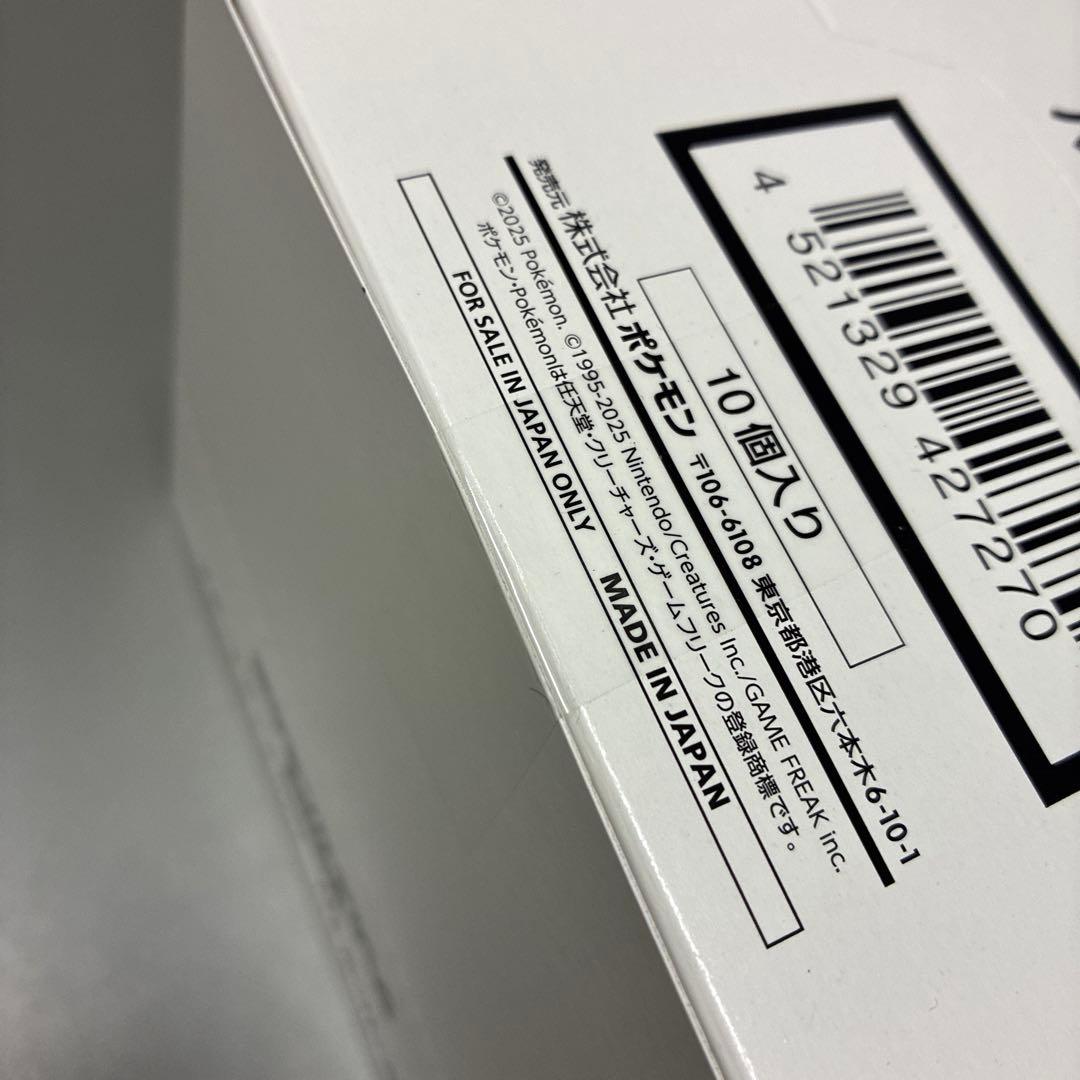 4 521329 427270
10個入り
発売元 株式会社ポケモン 〒106-6108 東京都港区六本木6-10-1
©2025 Pokémon. ©1995-2025 Nintendo/Creatures Inc./GAME FREAK inc.
ポケモン・Pokémonは任天堂・クリーチャーズ・ゲームフリークの登録商標です。
FOR SALE IN JAPAN ONLY MADE IN JAPAN